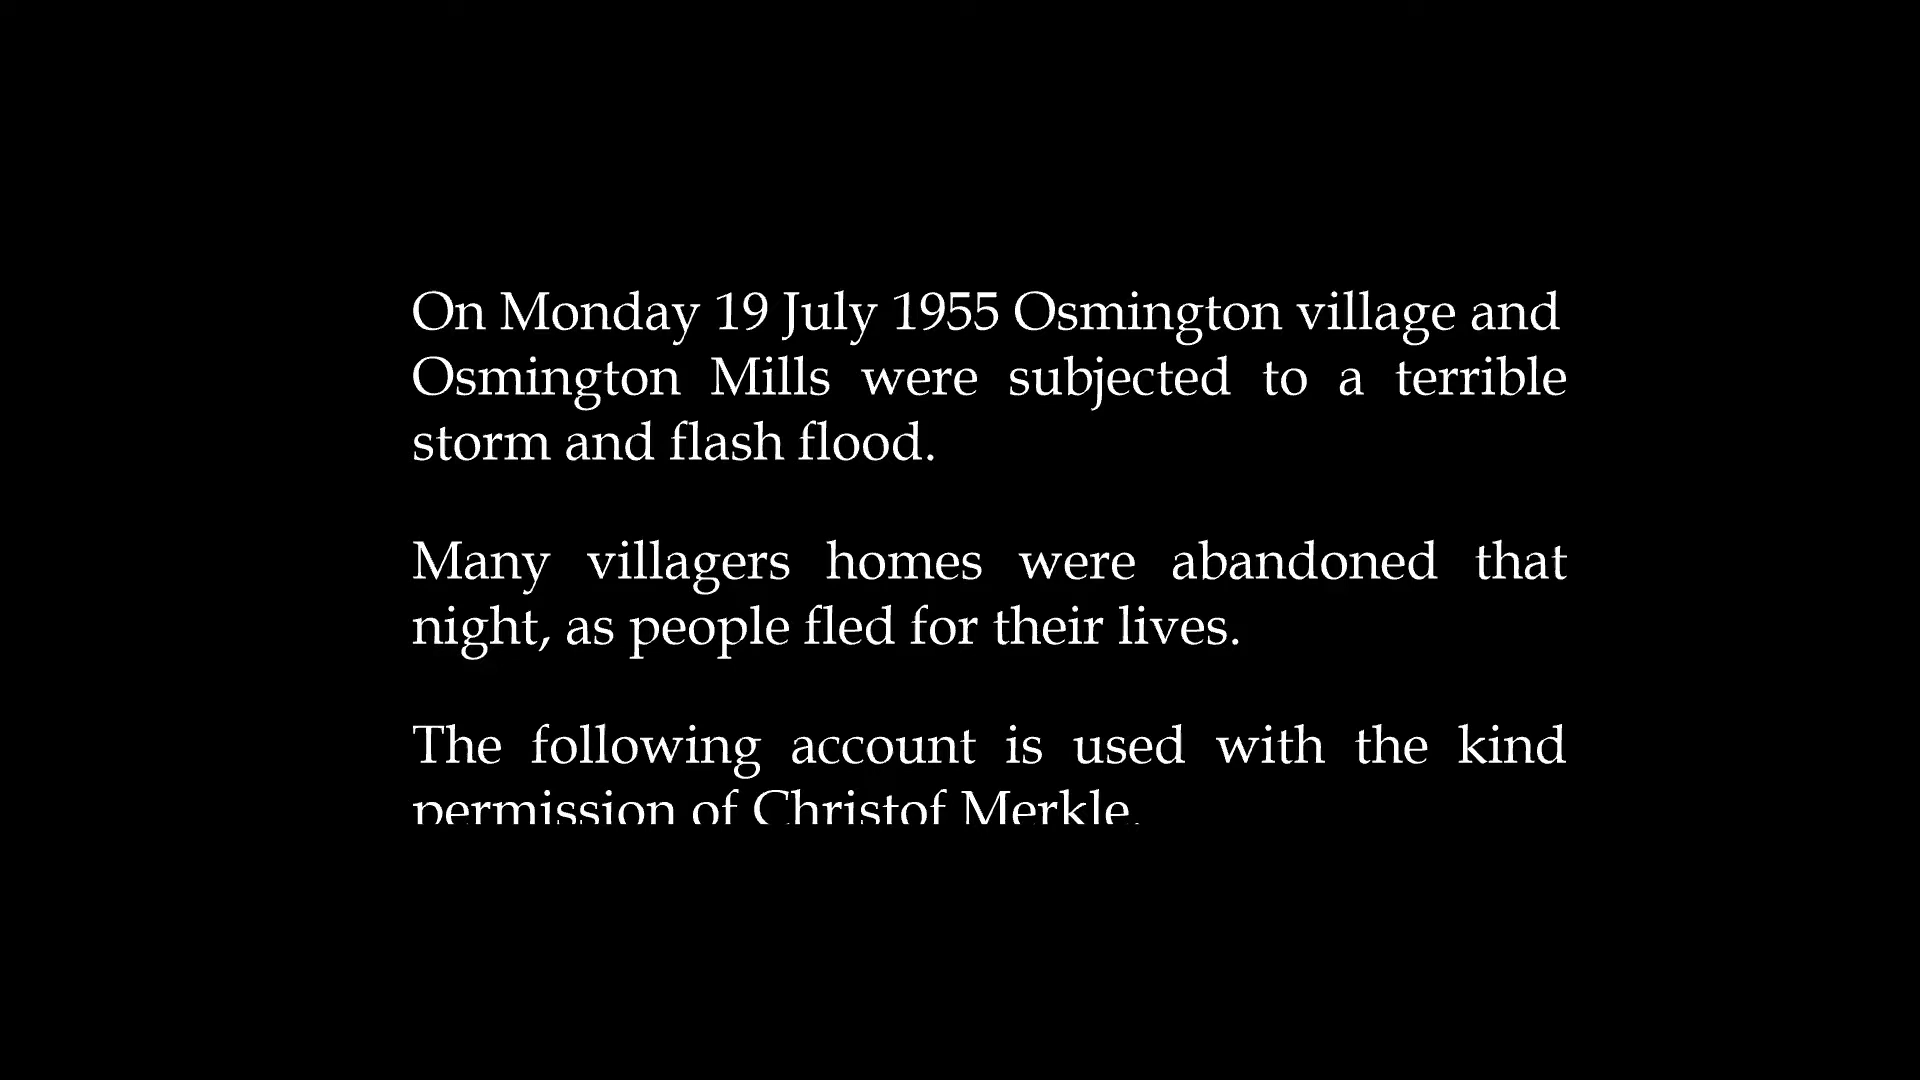 On Monday 19 July 1955 Osmington village and
Osmington Mills were subjected to a terrible
storm and flash flood.
Many villagers homes were abandoned that
night, as people fled for their lives.
The following account is used with the kind
permission of Christof Merkle.